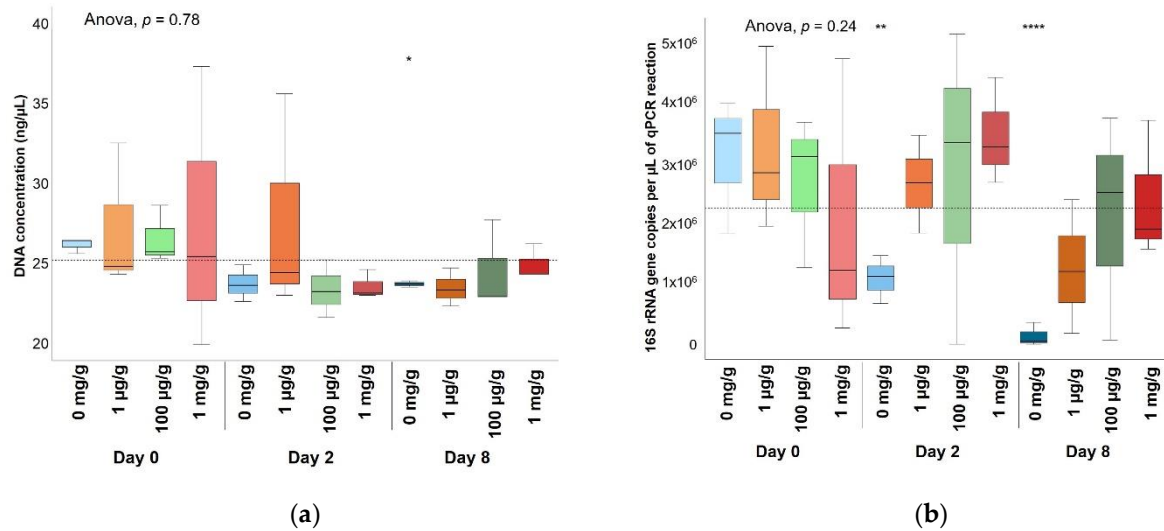 Anova, p = 0.78
*
DNA concentration (ng/µL)
40
35
30
25
20
0 mg/g
1 µg/g
100 µg/g
1 mg/g
0 mg/g
1 µg/g
100 µg/g
1 mg/g
0 mg/g
1 µg/g
100 µg/g
1 mg/g
Day 0
Day 2
Day 8
(a)
Anova, p = 0.24
**
****
16S rRNA gene copies per µL of qPCR reaction
5x10⁶
4x10⁶
3x10⁶
2x10⁶
1x10⁶
0
0 mg/g
1 µg/g
100 µg/g
1 mg/g
0 mg/g
1 µg/g
100 µg/g
1 mg/g
0 mg/g
1 µg/g
100 µg/g
1 mg/g
Day 0
Day 2
Day 8
(b)